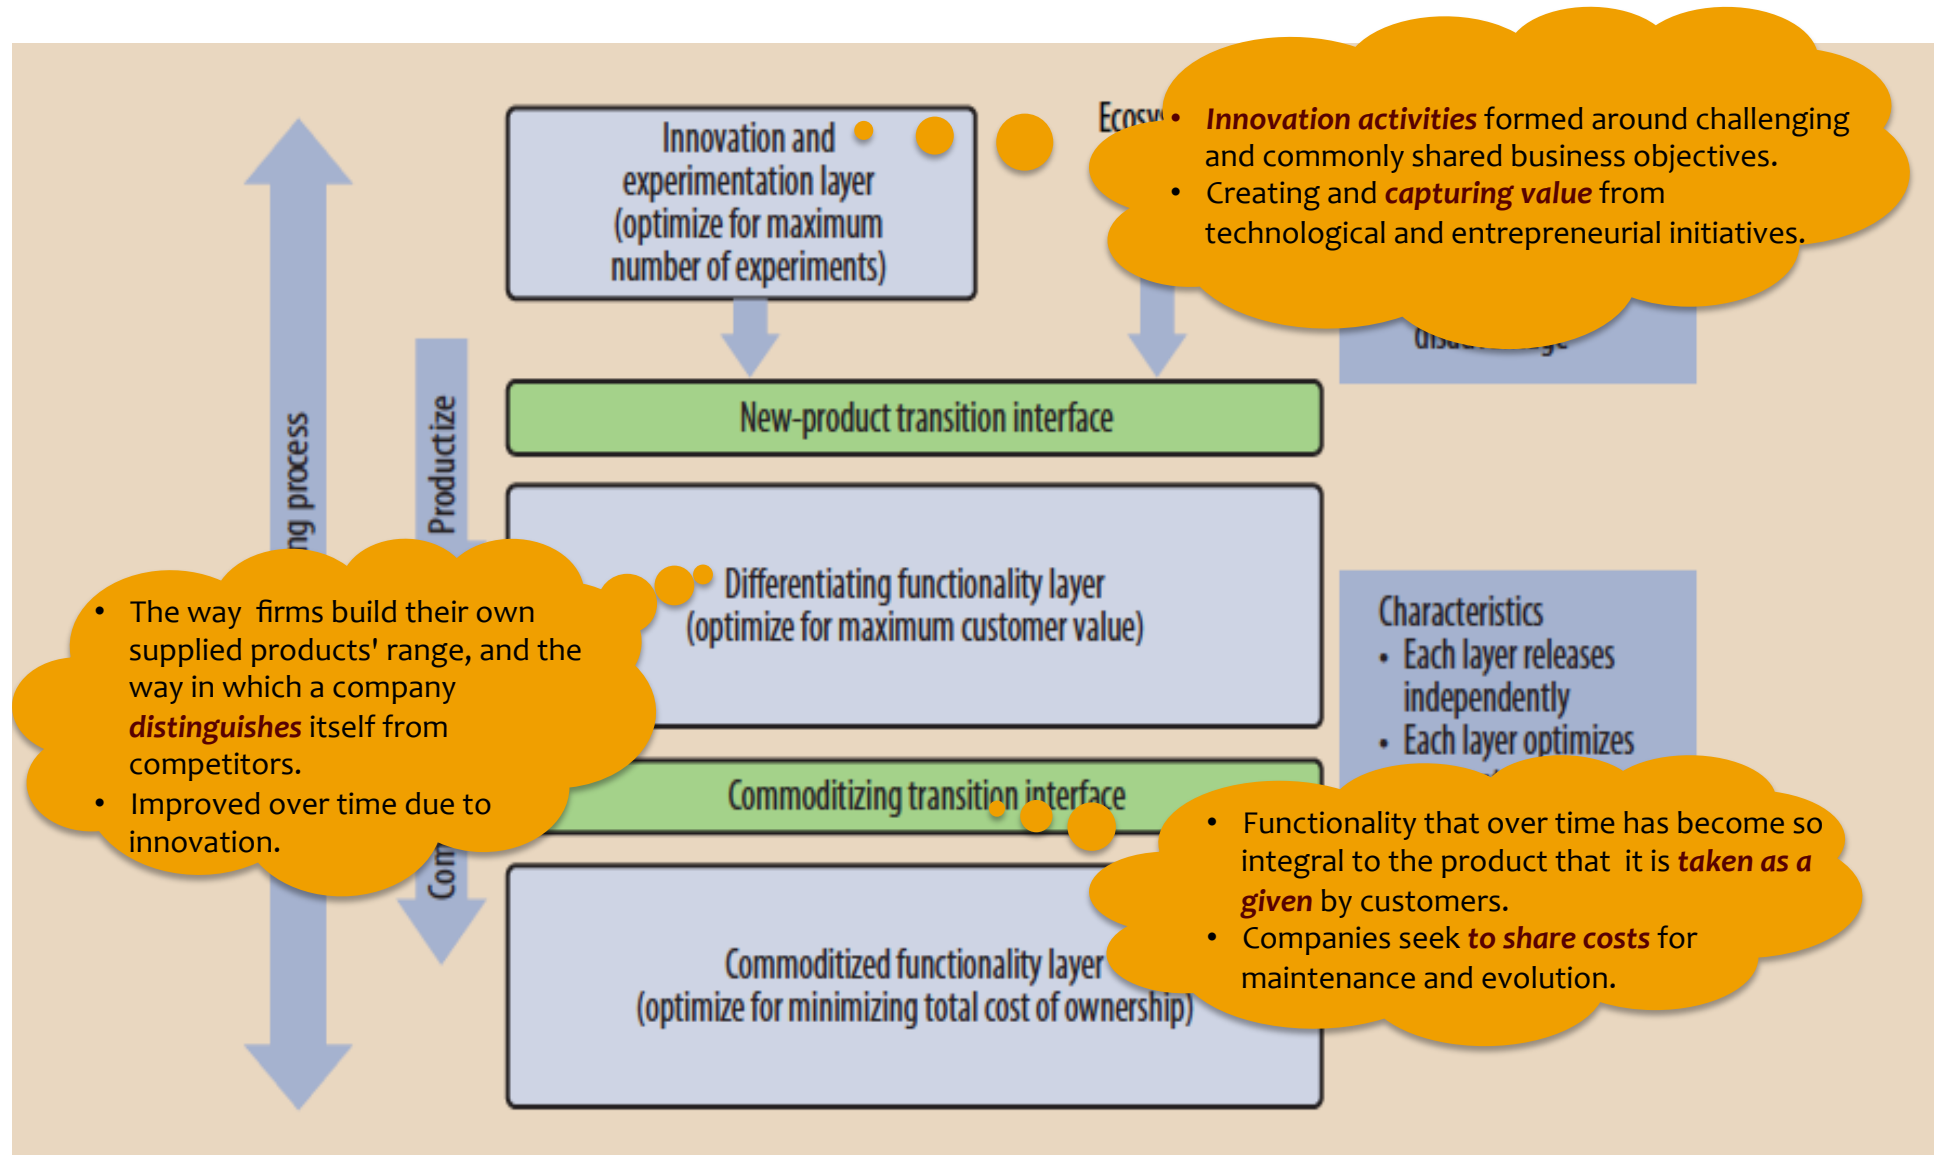 Innovation and
experimentation layer
(optimize for maximum
number of experiments)
• Innovation activities formed around challenging
and commonly shared business objectives.
• Creating and capturing value from
technological and entrepreneurial initiatives.
New-product transition interface
process
Productize
Differentiating functionality layer
(optimize for maximum customer value)
• The way firms build their own
supplied products' range, and the
way in which a company
distinguishes itself from
competitors.
• Improved over time due to
innovation.
Characteristics
• Each layer releases
independently
• Each layer optimizes
Commoditizing transition interface
• Functionality that over time has become so
integral to the product that it is taken as a
given by customers.
• Companies seek to share costs for
maintenance and evolution.
Commoditized functionality layer
(optimize for minimizing total cost of ownership)